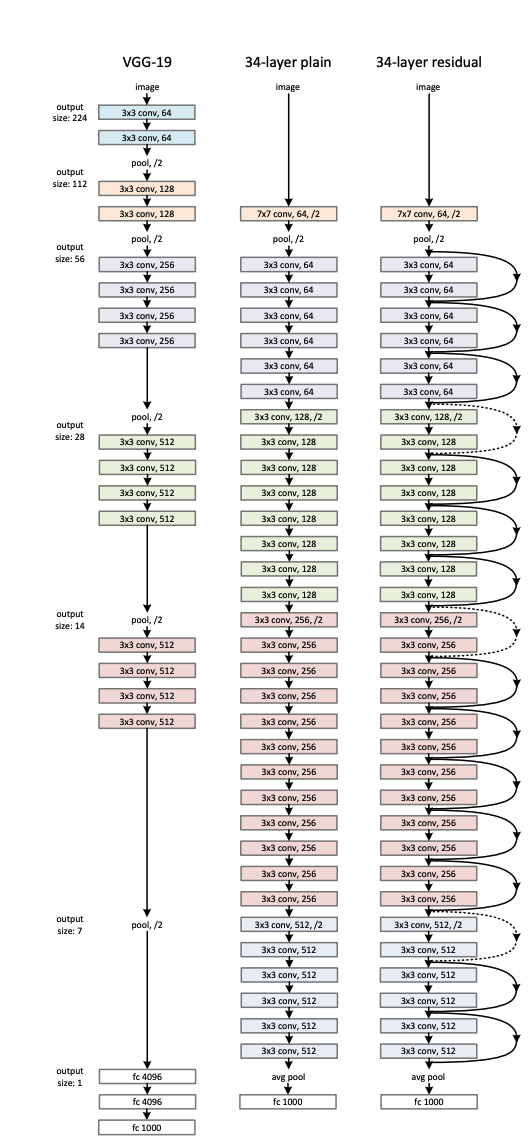 VGG-19
34-layer plain
34-layer residual
output
size: 224
output
size: 112
output
size: 56
output
size: 28
output
size: 14
output
size: 7
output
size: 1
image
3x3 conv, 64
3x3 conv, 64
pool, /2
3x3 conv, 128
3x3 conv, 128
pool, /2
3x3 conv, 256
3x3 conv, 256
3x3 conv, 256
3x3 conv, 256
pool, /2
3x3 conv, 512
3x3 conv, 512
3x3 conv, 512
3x3 conv, 512
pool, /2
3x3 conv, 512
3x3 conv, 512
3x3 conv, 512
3x3 conv, 512
pool, /2
fc 4096
fc 4096
fc 1000
image
7x7 conv, 64, /2
pool, /2
3x3 conv, 64
3x3 conv, 64
3x3 conv, 64
3x3 conv, 64
3x3 conv, 64
3x3 conv, 64
3x3 conv, 128, /2
3x3 conv, 128
3x3 conv, 128
3x3 conv, 128
3x3 conv, 128
3x3 conv, 128
3x3 conv, 128
3x3 conv, 128
3x3 conv, 256, /2
3x3 conv, 256
3x3 conv, 256
3x3 conv, 256
3x3 conv, 256
3x3 conv, 256
3x3 conv, 256
3x3 conv, 256
3x3 conv, 256
3x3 conv, 256
3x3 conv, 256
3x3 conv, 256
3x3 conv, 512, /2
3x3 conv, 512
3x3 conv, 512
3x3 conv, 512
3x3 conv, 512
3x3 conv, 512
avg pool
fc 1000
image
7x7 conv, 64, /2
pool, /2
3x3 conv, 64
3x3 conv, 64
3x3 conv, 64
3x3 conv, 64
3x3 conv, 64
3x3 conv, 64
3x3 conv, 128, /2
3x3 conv, 128
3x3 conv, 128
3x3 conv, 128
3x3 conv, 128
3x3 conv, 128
3x3 conv, 128
3x3 conv, 128
3x3 conv, 256, /2
3x3 conv, 256
3x3 conv, 256
3x3 conv, 256
3x3 conv, 256
3x3 conv, 256
3x3 conv, 256
3x3 conv, 256
3x3 conv, 256
3x3 conv, 256
3x3 conv, 256
3x3 conv, 256
3x3 conv, 512, /2
3x3 conv, 512
3x3 conv, 512
3x3 conv, 512
3x3 conv, 512
3x3 conv, 512
avg pool
fc 1000